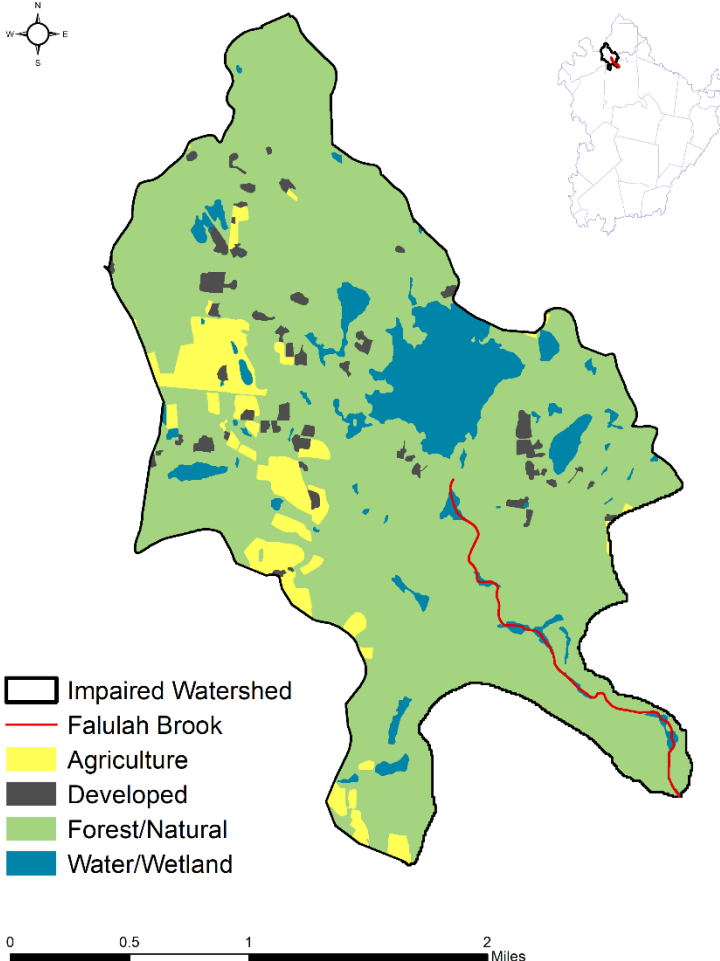 N
W E
S
Impaired Watershed
Falulah Brook
Agriculture
Developed
Forest/Natural
Water/Wetland
0 0.5 1 2
Miles